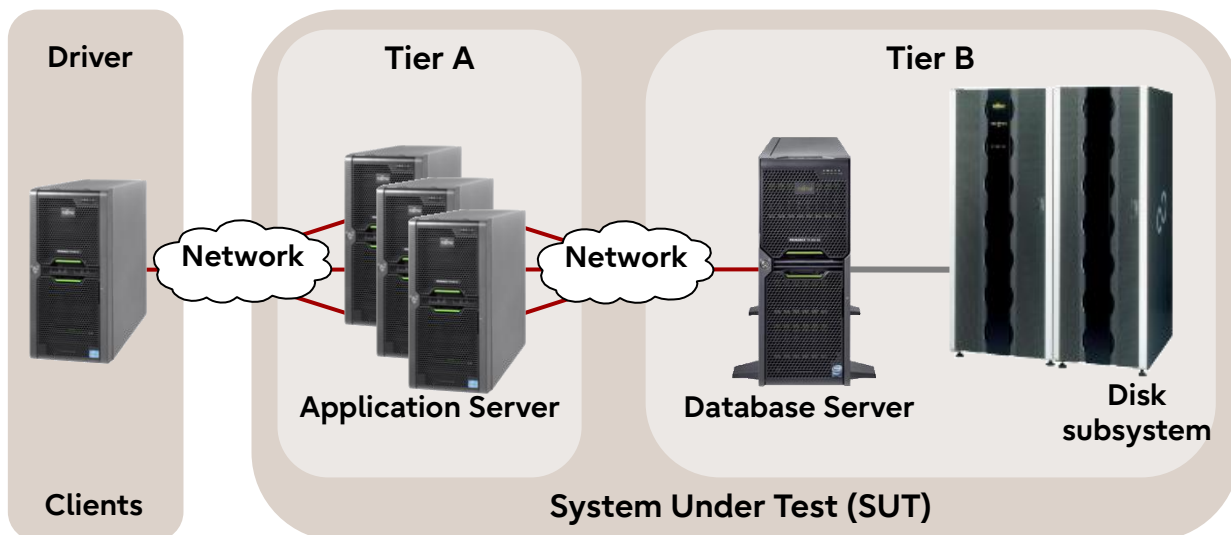 Driver
Tier A
Tier B
Network
Network
Application Server
Database Server
Disk
subsystem
Clients
System Under Test (SUT)